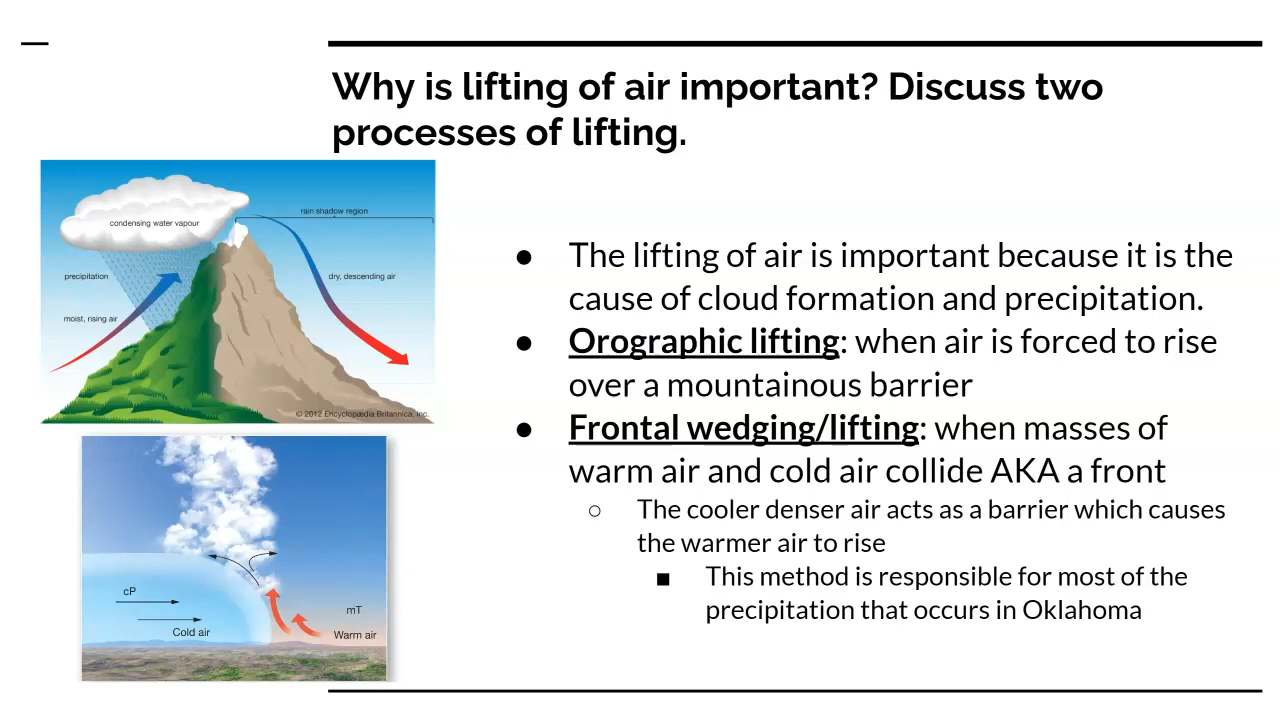 Why is lifting of air important? Discuss two
processes of lifting.
condensing water vapour
rain shadow region
precipitation
dry, descending air
moist, rising air
© 2012 Encyclopædia Britannica, Inc.
● The lifting of air is important because it is the
cause of cloud formation and precipitation.
● Orographic lifting: when air is forced to rise
over a mountainous barrier
● Frontal wedging/lifting: when masses of
warm air and cold air collide AKA a front
○ The cooler denser air acts as a barrier which causes
the warmer air to rise
■ This method is responsible for most of the
precipitation that occurs in Oklahoma
cP
mT
Cold air
Warm air